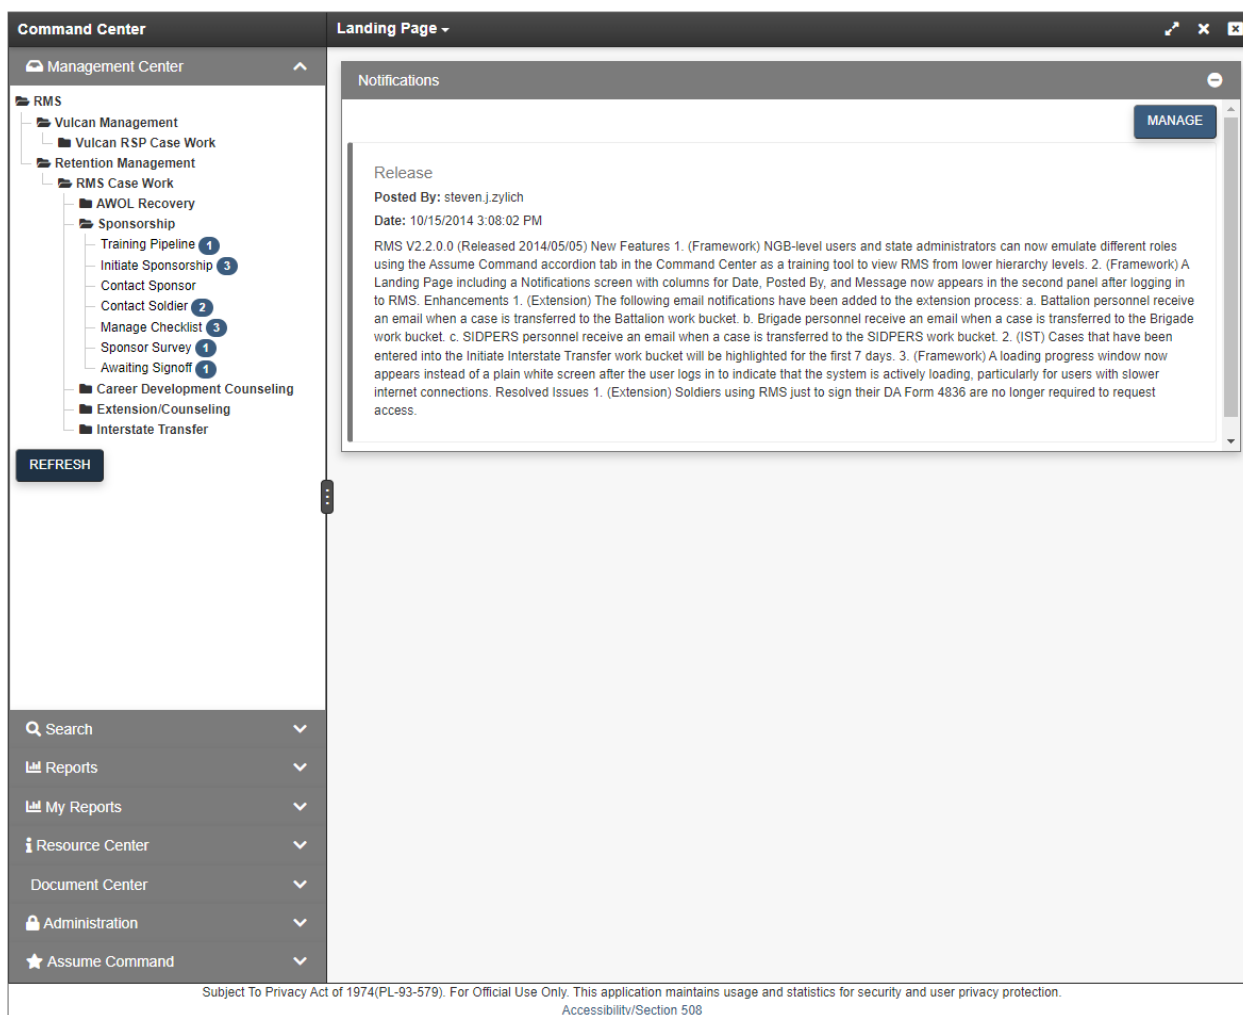 Command Center
Landing Page
Management Center
RMS
Vulcan Management
Vulcan RSP Case Work
Retention Management
RMS Case Work
AWOL Recovery
Sponsorship
Training Pipeline 1
Initiate Sponsorship 3
Contact Sponsor
Contact Soldier 2
Manage Checklist 3
Sponsor Survey 1
Awaiting Signoff 1
Career Development Counseling
Extension/Counseling
Interstate Transfer
REFRESH
Search
Reports
My Reports
Resource Center
Document Center
Administration
Assume Command
Notifications
MANAGE
Release
Posted By: steven.j.zylich
Date: 10/15/2014 3:08:02 PM
RMS V2.2.0.0 (Released 2014/05/05) New Features 1. (Framework) NGB-level users and state administrators can now emulate different roles
using the Assume Command accordion tab in the Command Center as a training tool to view RMS from lower hierarchy levels. 2. (Framework) A
Landing Page including a Notifications screen with columns for Date, Posted By, and Message now appears in the second panel after logging in
to RMS. Enhancements 1. (Extension) The following email notifications have been added to the extension process: a. Battalion personnel receive
an email when a case is transferred to the Battalion work bucket. b. Brigade personnel receive an email when a case is transferred to the Brigade
work bucket. c. SIDPERS personnel receive an email when a case is transferred to the SIDPERS work bucket. 2. (IST) Cases that have been
entered into the Initiate Interstate Transfer work bucket will be highlighted for the first 7 days. 3. (Framework) A loading progress window now
appears instead of a plain white screen after the user logs in to indicate that the system is actively loading, particularly for users with slower
internet connections. Resolved Issues 1. (Extension) Soldiers using RMS just to sign their DA Form 4836 are no longer required to request
access.
Subject To Privacy Act of 1974(PL-93-579). For Official Use Only. This application maintains usage and statistics for security and user privacy protection.
Accessibility/Section 508